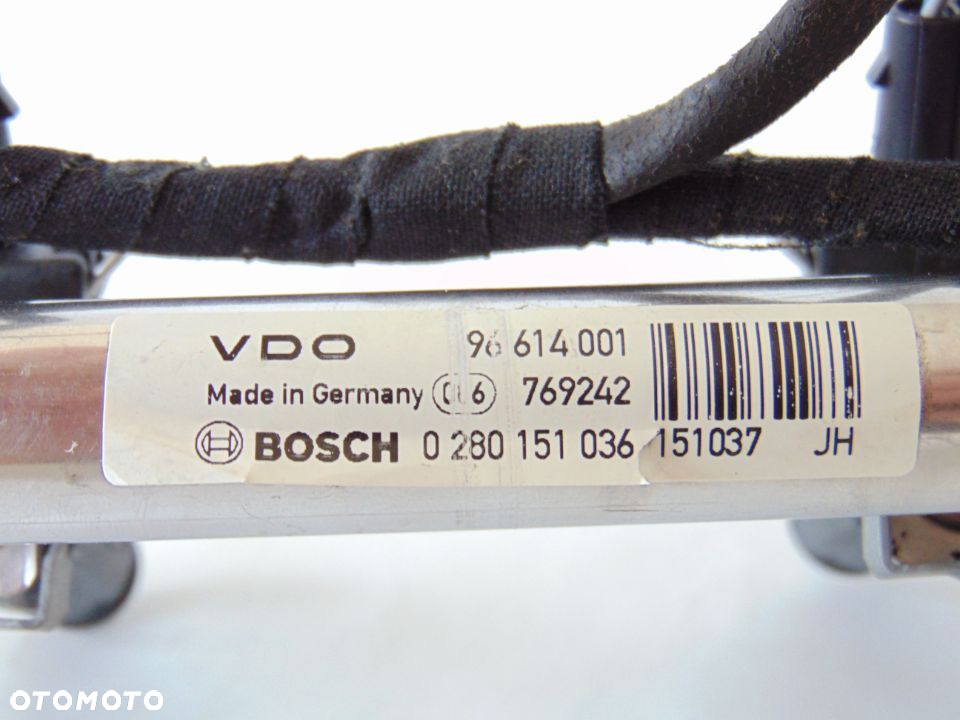 VDO 96 614 001
Made in Germany 769242
BOSCH 0 280 151 036 151037 JH
OTOMOTO